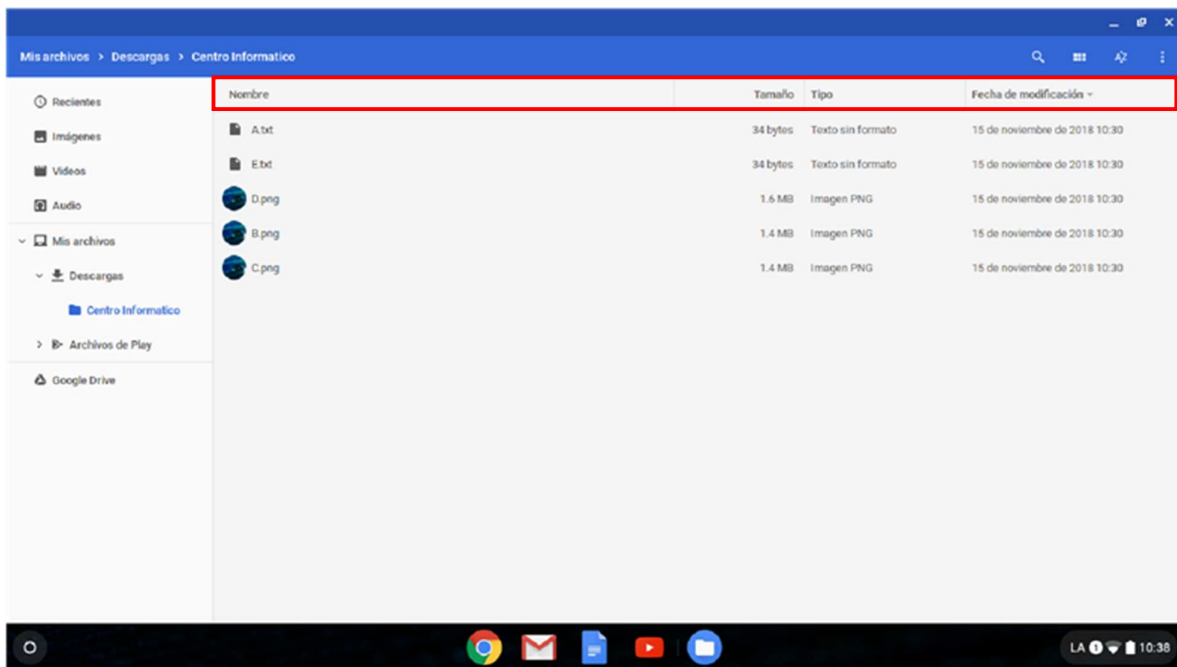 Mis archivos > Descargas > Centro Informatico
Recientes
Imágenes
Videos
Audio
Mis archivos
Descargas
Centro Informatico
Archivos de Play
Google Drive
Nombre Tamaño Tipo Fecha de modificación
A.txt 34 bytes Texto sin formato 15 de noviembre de 2018 10:30
E.txt 34 bytes Texto sin formato 15 de noviembre de 2018 10:30
D.png 1.6 MB Imagen PNG 15 de noviembre de 2018 10:30
B.png 1.4 MB Imagen PNG 15 de noviembre de 2018 10:30
C.png 1.4 MB Imagen PNG 15 de noviembre de 2018 10:30
LA 1 10:38